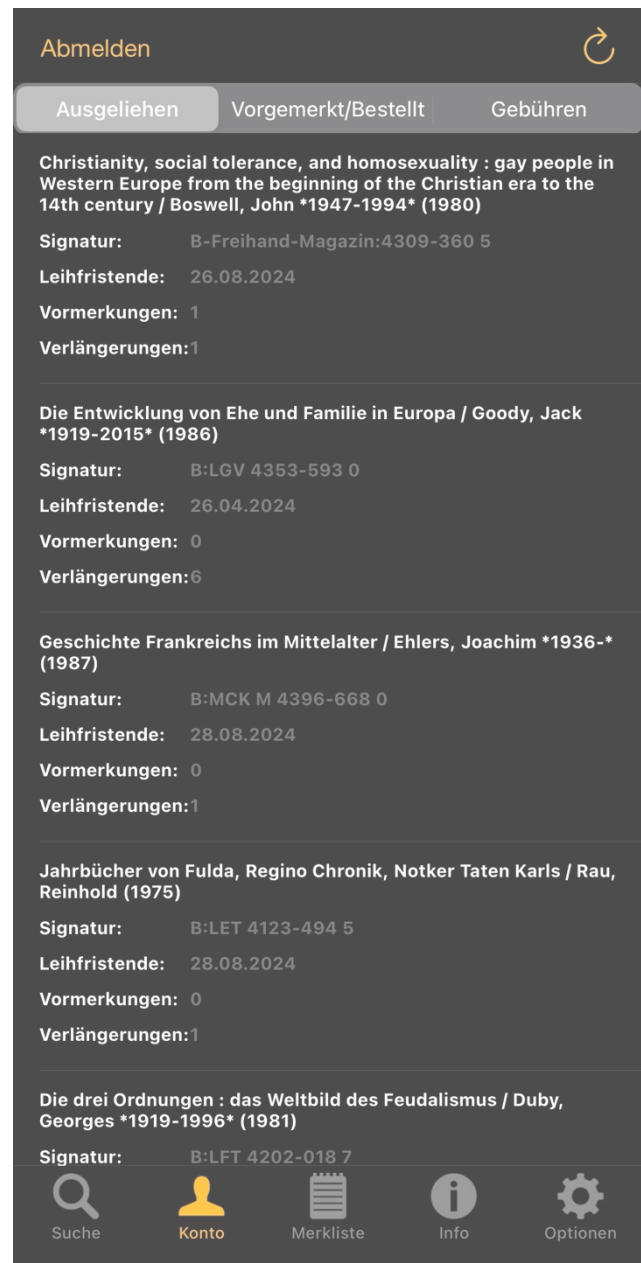 Abmelden
Ausgeliehen Vorgemerkt/Bestellt Gebühren
Christianity, social tolerance, and homosexuality : gay people in
Western Europe from the beginning of the Christian era to the
14th century / Boswell, John *1947-1994* (1980)
Signatur: B-Freihand-Magazin:4309-360 5
Leihfristende: 26.08.2024
Vormerkungen: 1
Verlängerungen:1
Die Entwicklung von Ehe und Familie in Europa / Goody, Jack
*1919-2015* (1986)
Signatur: B:LGV 4353-593 0
Leihfristende: 26.04.2024
Vormerkungen: 0
Verlängerungen:6
Geschichte Frankreichs im Mittelalter / Ehlers, Joachim *1936-*
(1987)
Signatur: B:MCK M 4396-668 0
Leihfristende: 28.08.2024
Vormerkungen: 0
Verlängerungen:1
Jahrbücher von Fulda, Regino Chronik, Notker Taten Karls / Rau,
Reinhold (1975)
Signatur: B:LET 4123-494 5
Leihfristende: 28.08.2024
Vormerkungen: 0
Verlängerungen:1
Die drei Ordnungen : das Weltbild des Feudalismus / Duby,
Georges *1919-1996* (1981)
Signatur: B:LFT 4202-018 7
Suche Konto Merkliste Info Optionen